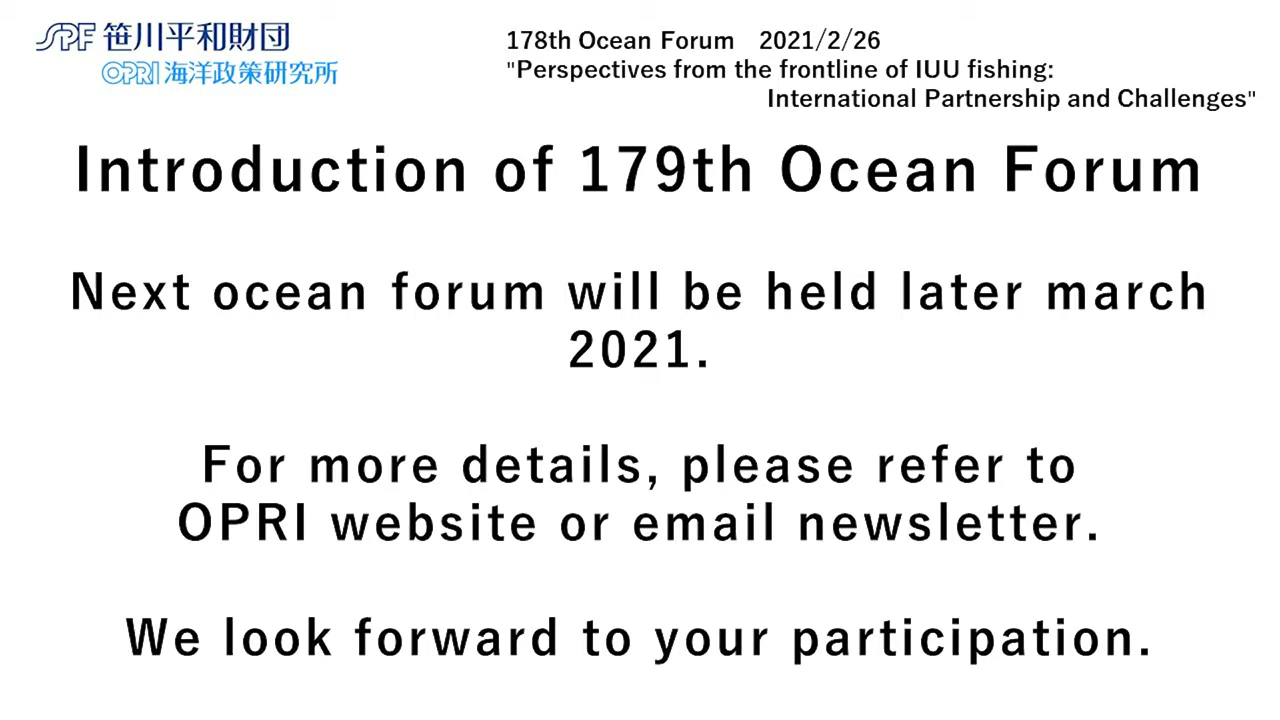 SPF 笹川平和財団
OPRI 海洋政策研究所
178th Ocean Forum 2021/2/26
"Perspectives from the frontline of IUU fishing:
International Partnership and Challenges"
Introduction of 179th Ocean Forum
Next ocean forum will be held later march
2021.
For more details, please refer to
OPRI website or email newsletter.
We look forward to your participation.